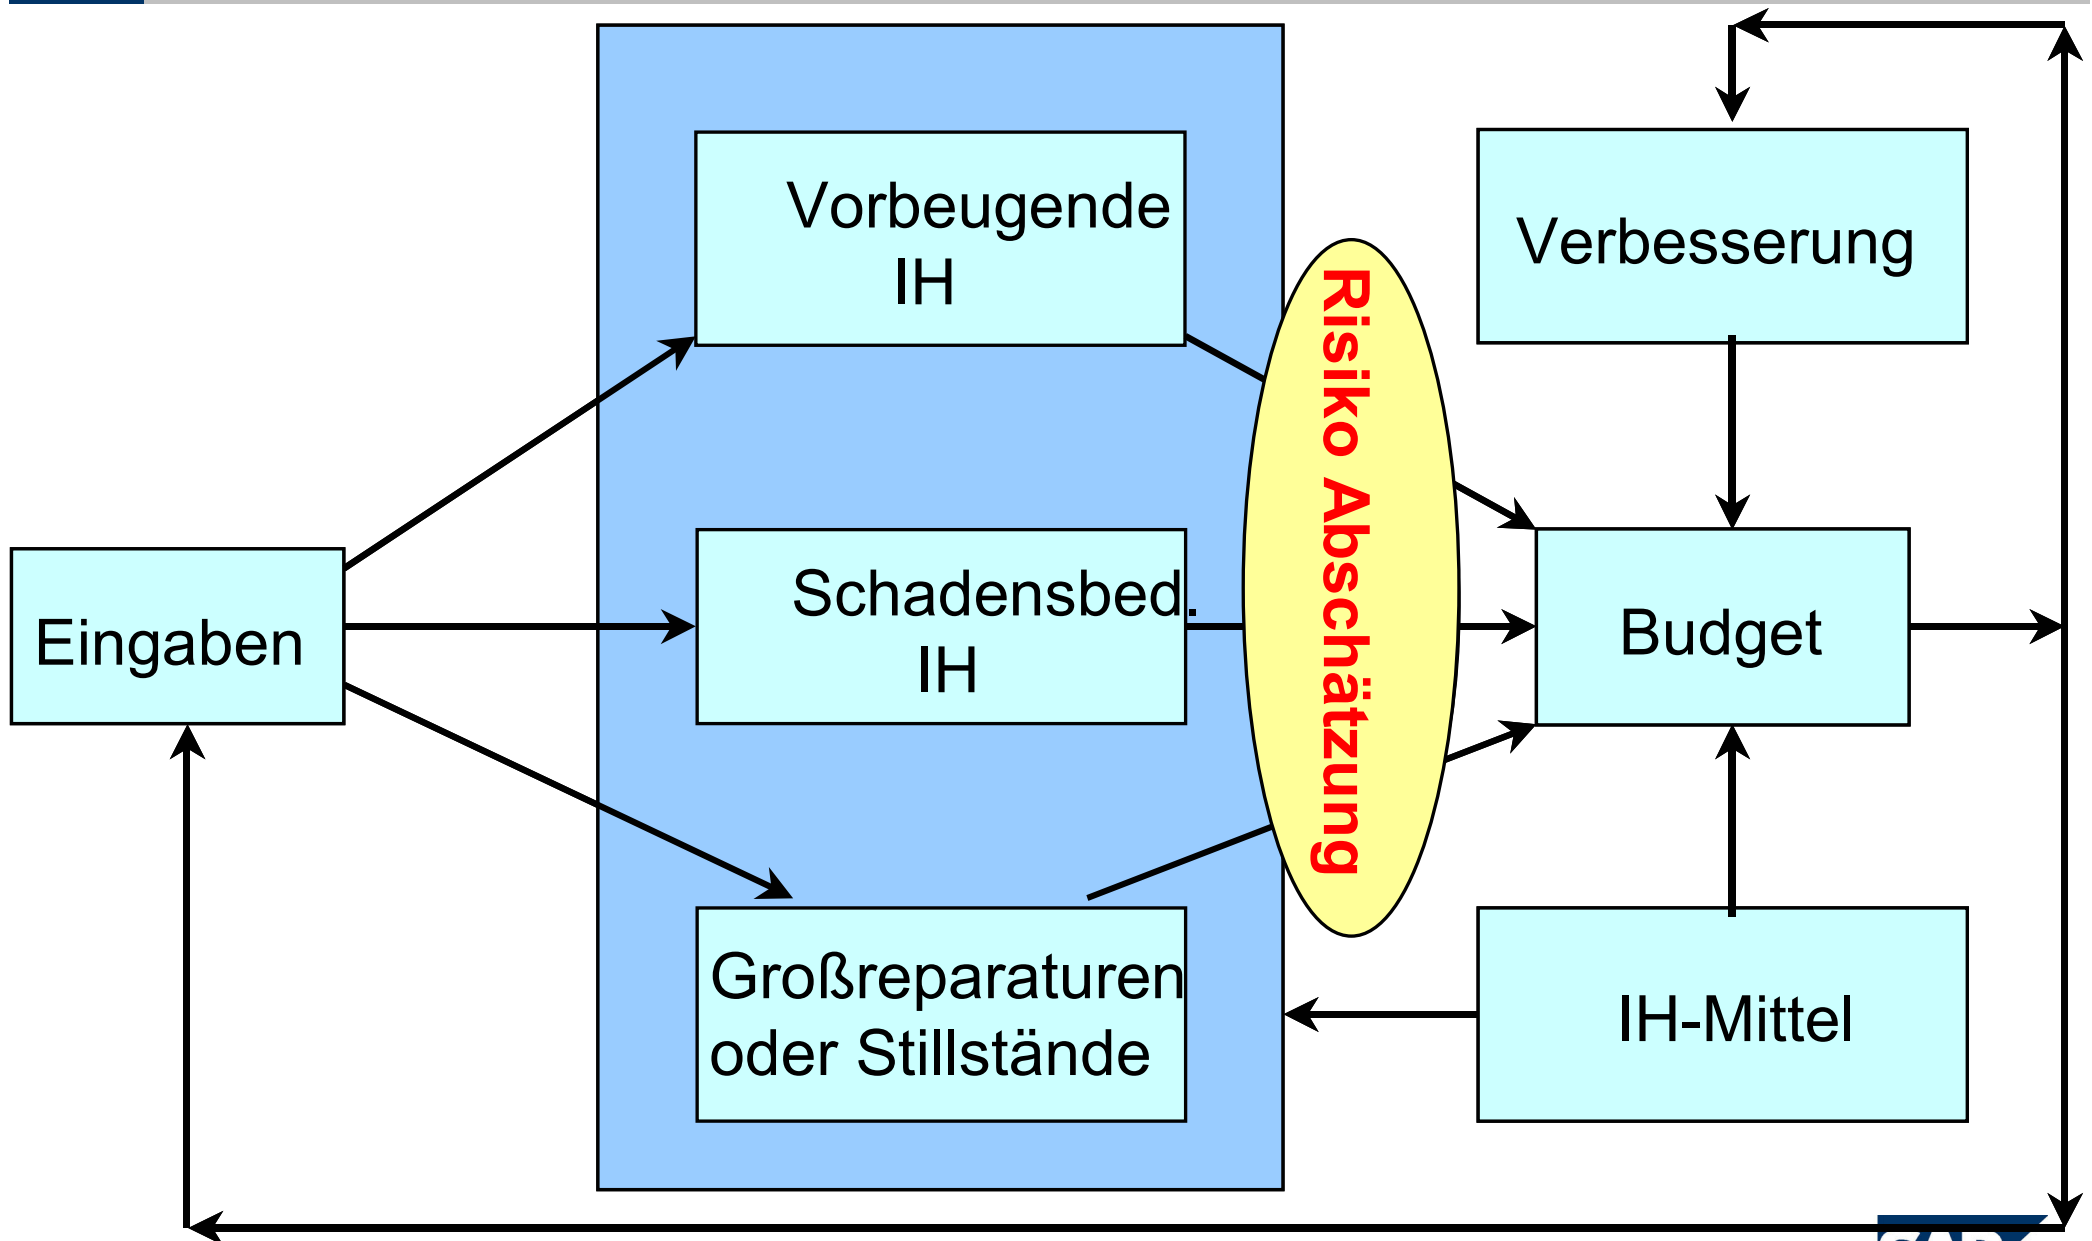 Vorbeugende
IH
Verbesserung
Risiko Abschätzung
Schadensbed.
IH
Eingaben
Budget
Großreparaturen
oder Stillstände
IH-Mittel